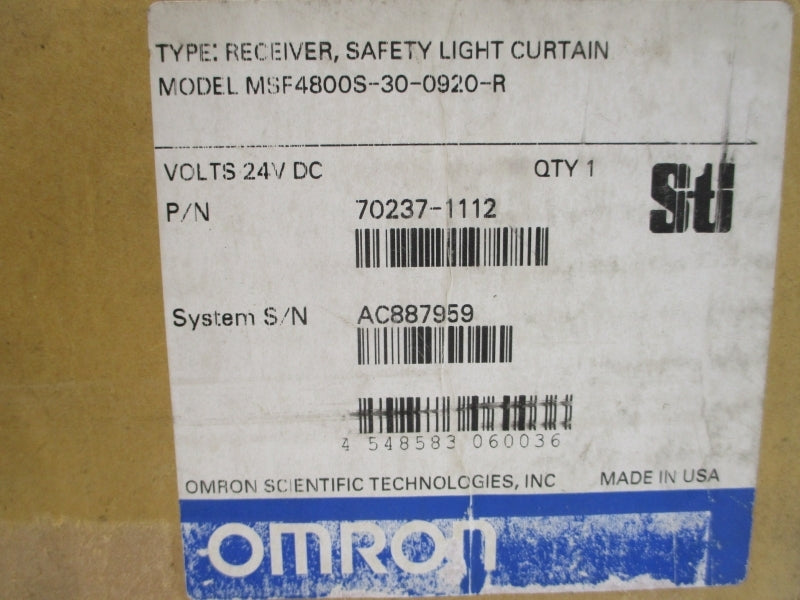 TYPE: RECEIVER, SAFETY LIGHT CURTAIN
MODEL MSF4800S-30-0920-R
VOLTS 24V DC QTY 1
Sti
P/N 70237-1112
System S/N AC887959
4 548583 060036
OMRON SCIENTIFIC TECHNOLOGIES, INC MADE IN USA
OMRON